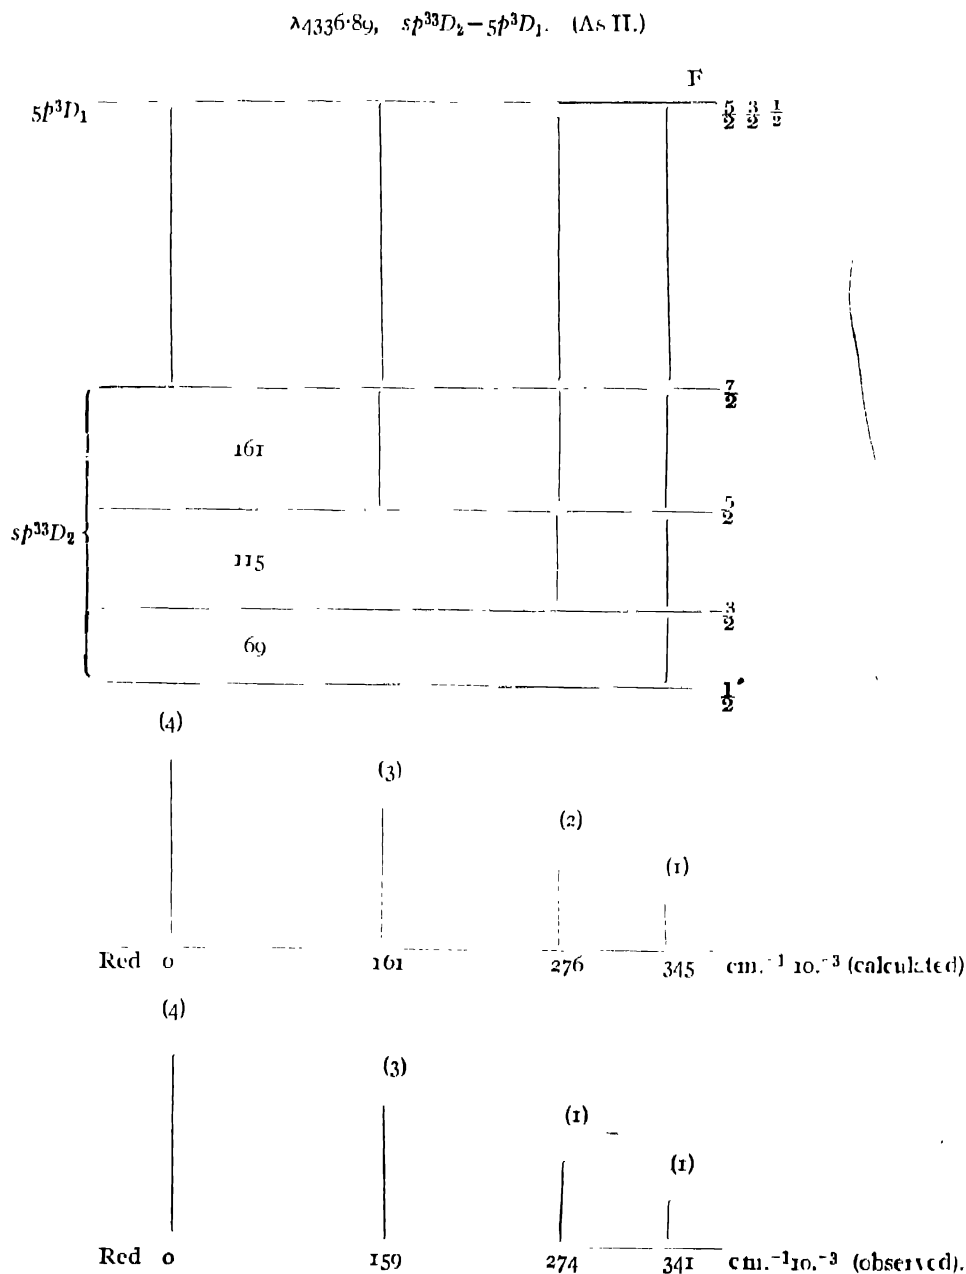 λ4336·89, sp³³D₂ – 5p³D₁. (As II.)
F
5p³D₁ 5/2 3/2 1/2
7/2
161
5/2
sp³³D₂
115
3/2
69
1/2
(4)
(3)
(2)
(1)
Red 0 161 276 345 cm.⁻¹ 10.⁻³ (calculated)
(4)
(3)
(1)
(1)
Red 0 159 274 341 cm.⁻¹10.⁻³ (observed).